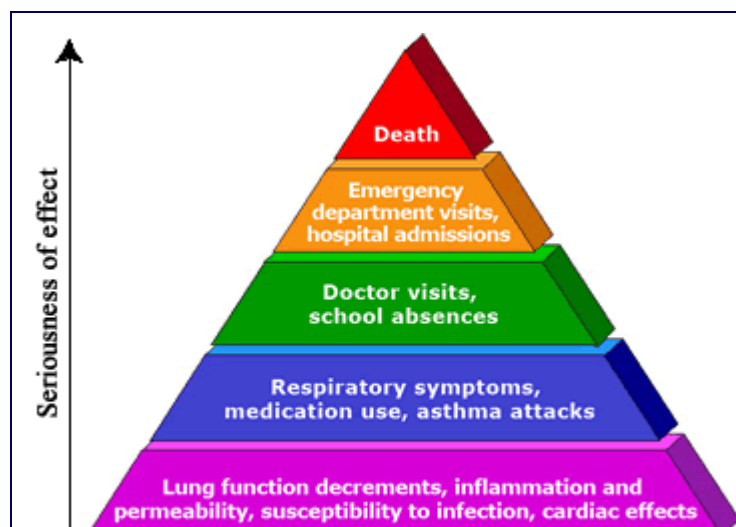 Seriousness of effect
Death
Emergency
department visits,
hospital admissions
Doctor visits,
school absences
Respiratory symptoms,
medication use, asthma attacks
Lung function decrements, inflammation and
permeability, susceptibility to infection, cardiac effects